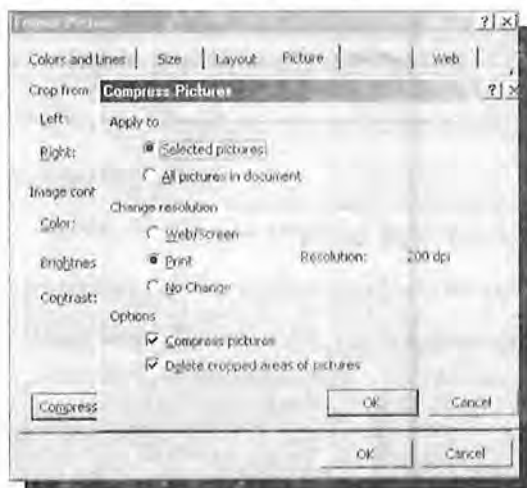 Format Picture ? x
Colors and Lines Size Layout Picture Web
Crop from Compress Pictures ? x
Left: Apply to
Right: Selected pictures
All pictures in document
Image cont
Change resolution
Color: Web/Screen
Brightnes Print Resolution: 200 dpi
Contrast: No Change
Options
Compress pictures
Delete cropped areas of pictures
Compress OK Cancel
OK Cancel